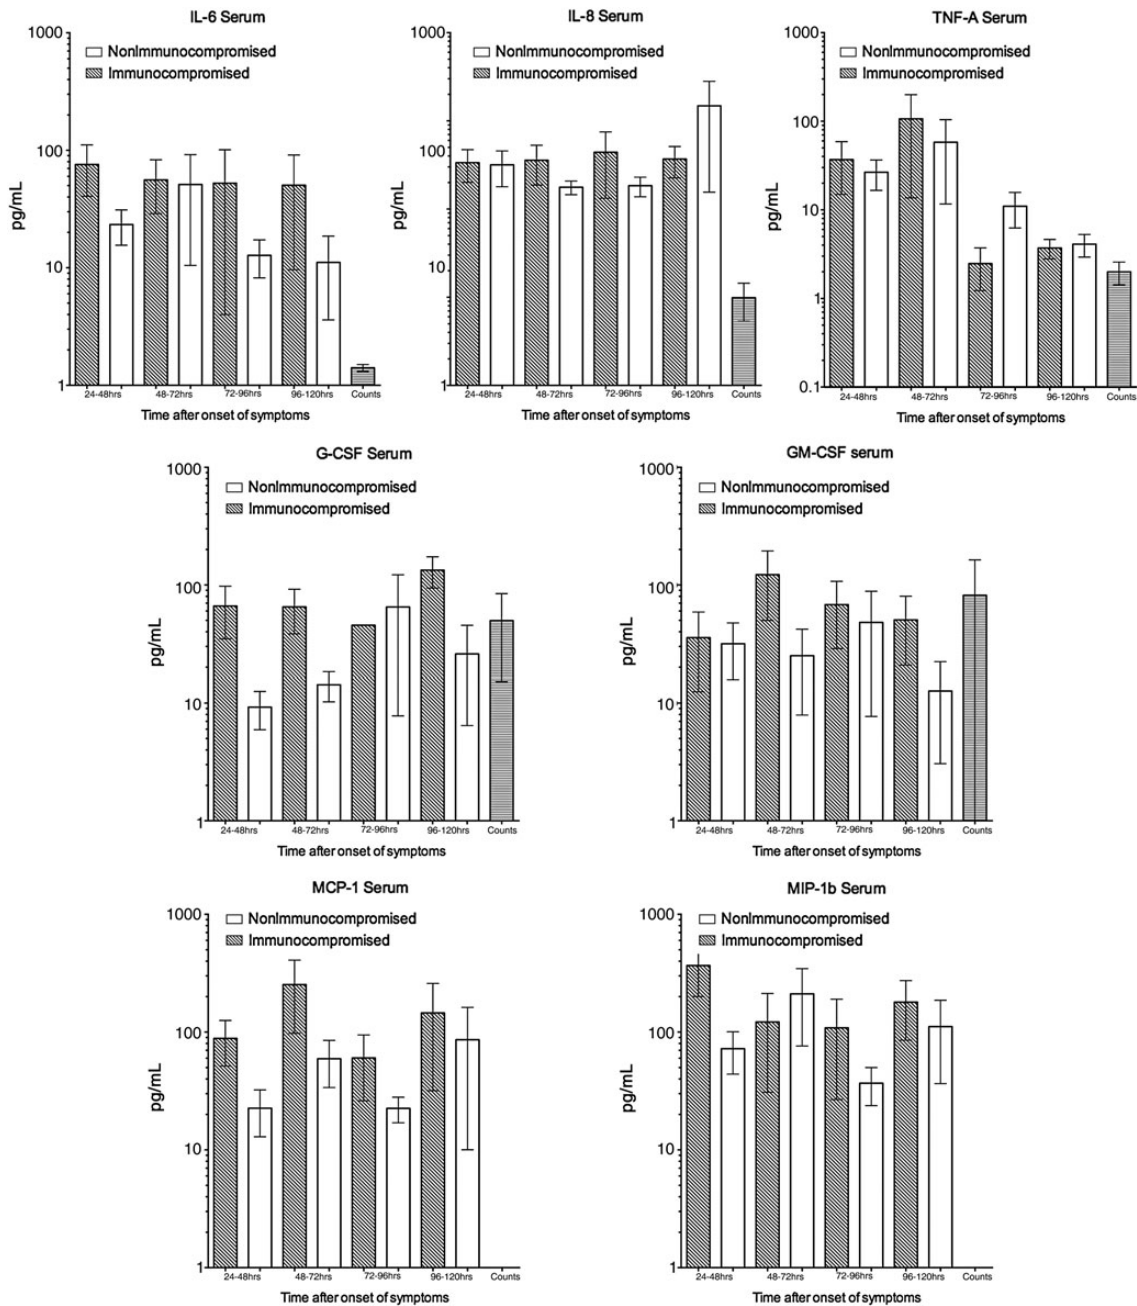 IL-6 Serum
1000
100
10
1
pg/mL
NonImmunocompromised
Immunocompromised
24-48hrs 48-72hrs 72-96hrs 96-120hrs Counts
Time after onset of symptoms
IL-8 Serum
1000
100
10
1
pg/mL
NonImmunocompromised
Immunocompromised
24-48hrs 48-72hrs 72-96hrs 96-120hrs Counts
Time after onset of symptoms
TNF-A Serum
1000
100
10
1
0.1
pg/mL
NonImmunocompromised
Immunocompromised
24-48hrs 48-72hrs 72-96hrs 96-120hrs Counts
Time after onset of symptoms
G-CSF Serum
1000
100
10
1
pg/mL
NonImmunocompromised
Immunocompromised
24-48hrs 48-72hrs 72-96hrs 96-120hrs Counts
Time after onset of symptoms
GM-CSF serum
1000
100
10
1
pg/mL
NonImmunocompromised
Immunocompromised
24-48hrs 48-72hrs 72-96hrs 96-120hrs Counts
Time after onset of symptoms
MCP-1 Serum
1000
100
10
1
pg/mL
NonImmunocompromised
Immunocompromised
24-48hrs 48-72hrs 72-96hrs 96-120hrs Counts
Time after onset of symptoms
MIP-1b Serum
1000
100
10
1
pg/mL
NonImmunocompromised
Immunocompromised
24-48hrs 48-72hrs 72-96hrs 96-120hrs Counts
Time after onset of symptoms